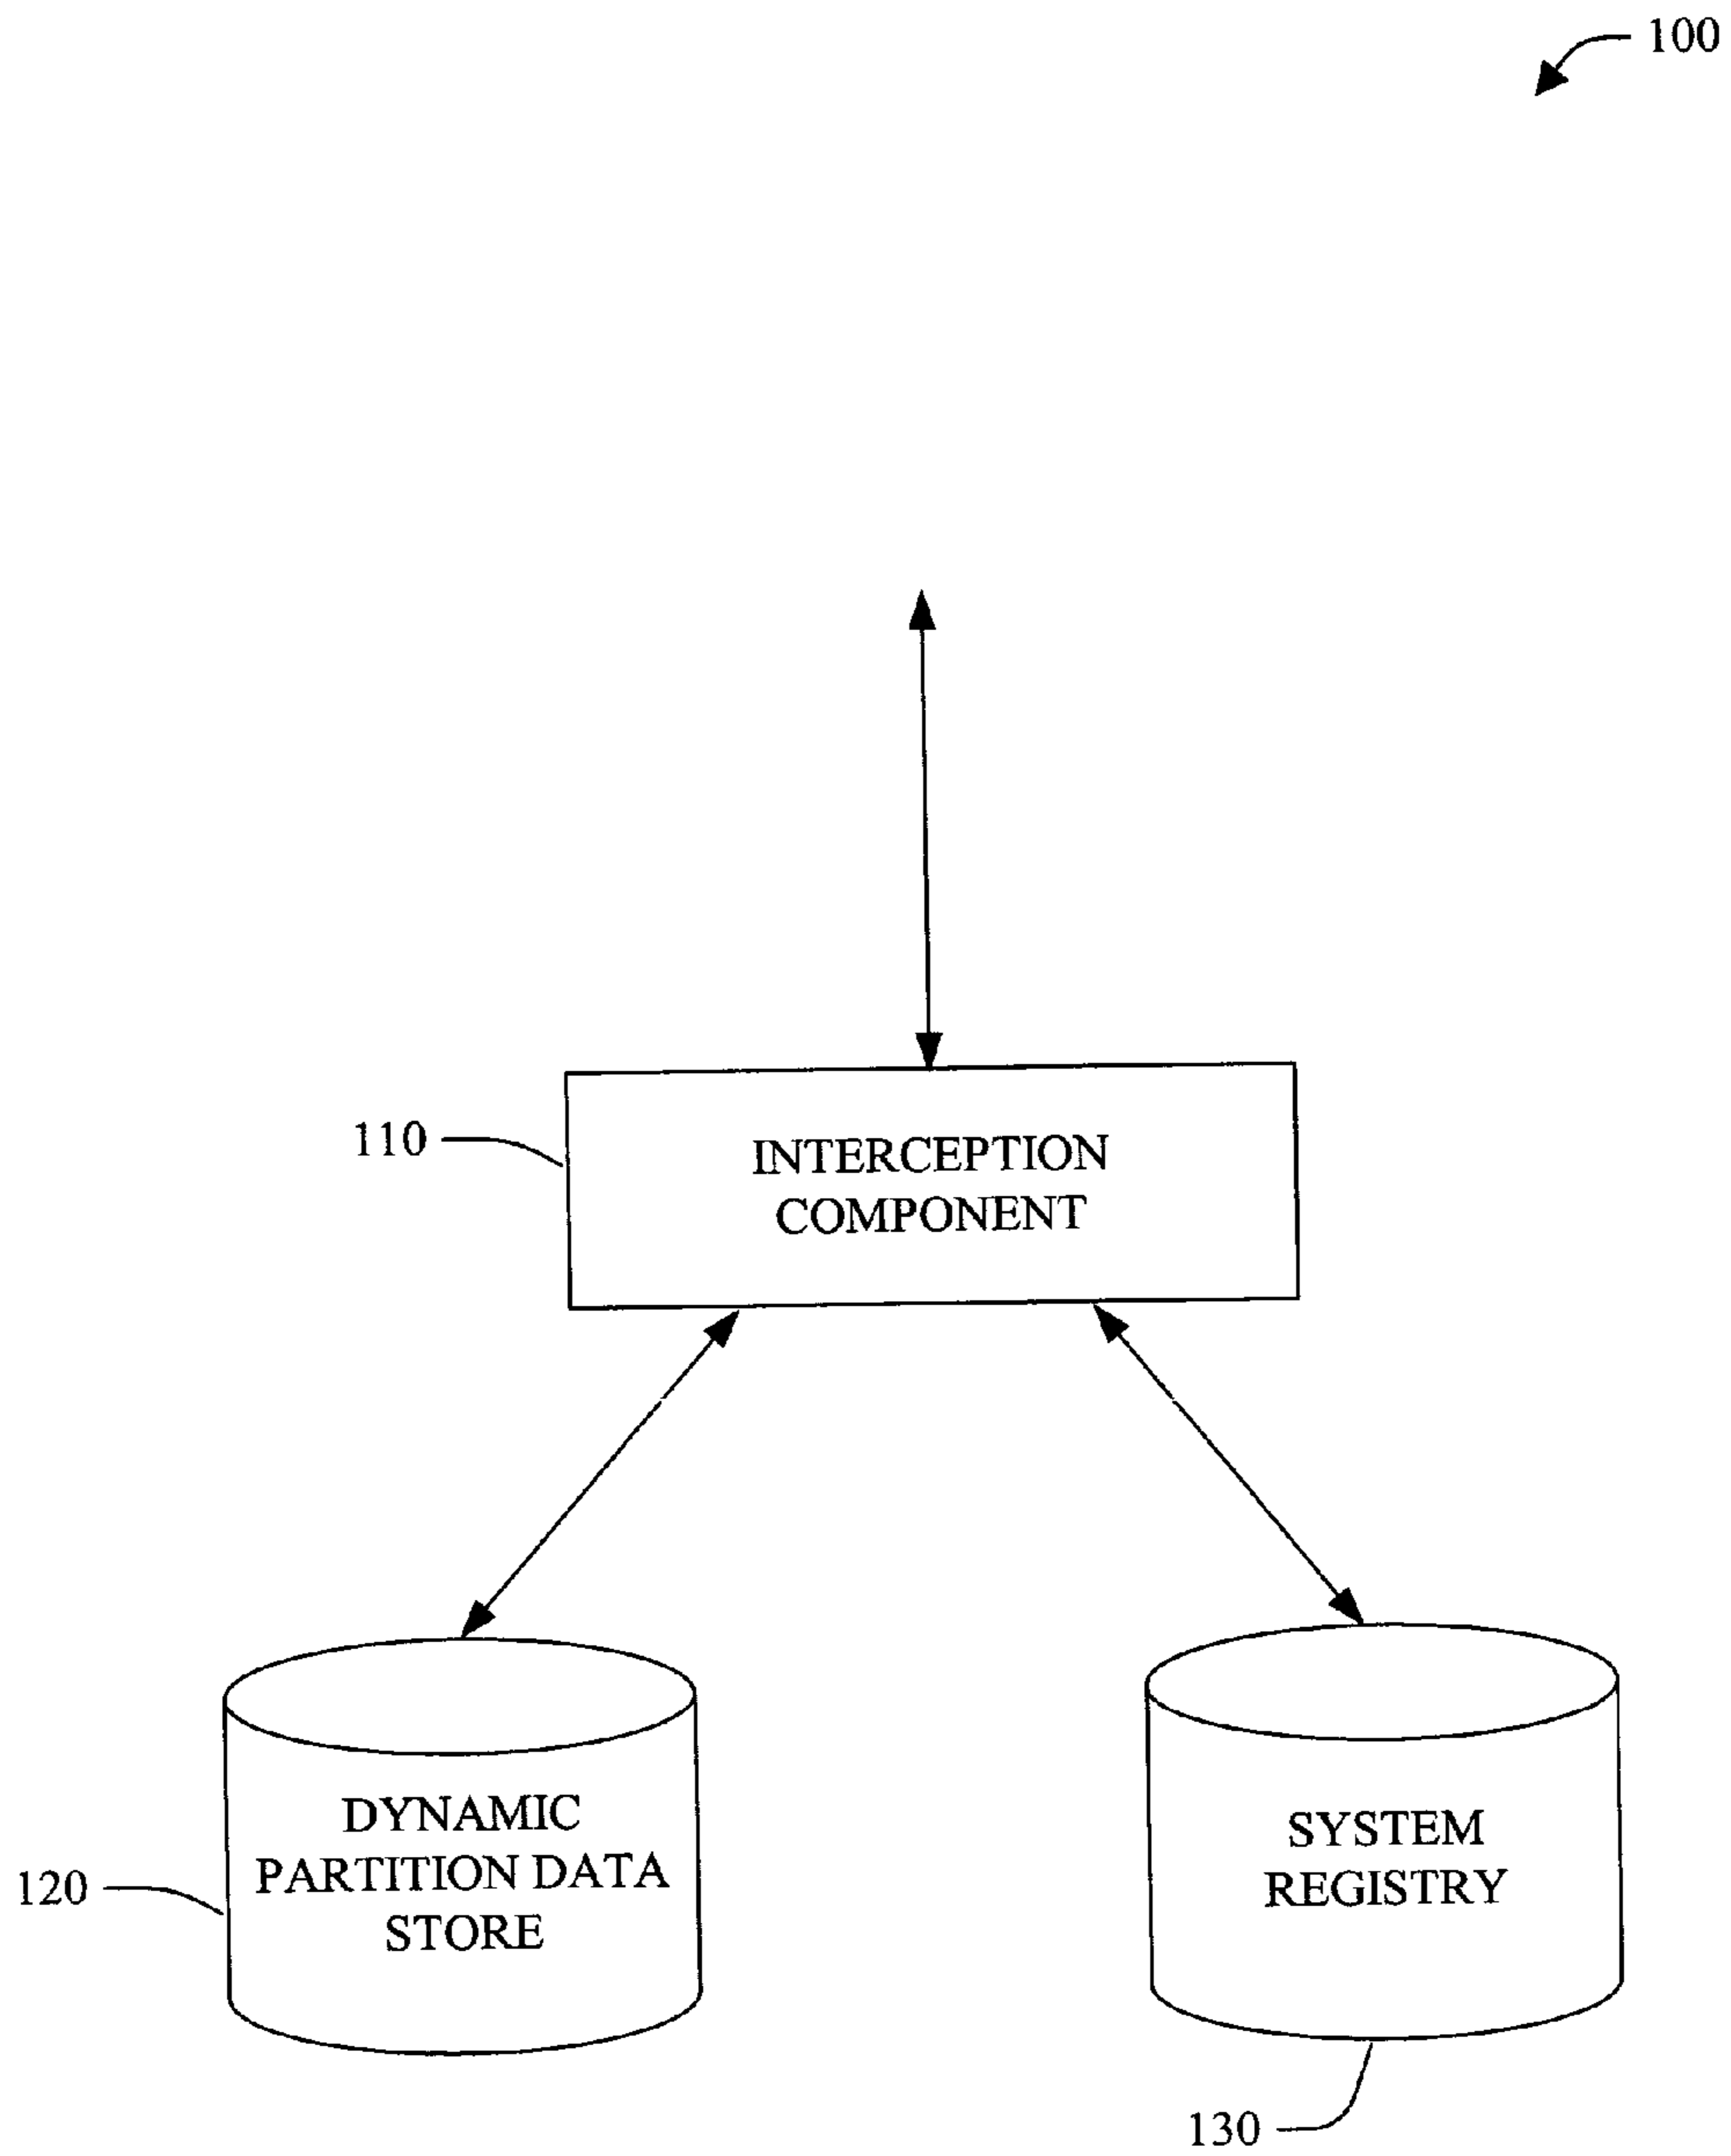 100
110
INTERCEPTION
COMPONENT
DYNAMIC
PARTITION DATA
STORE
120
SYSTEM
REGISTRY
130